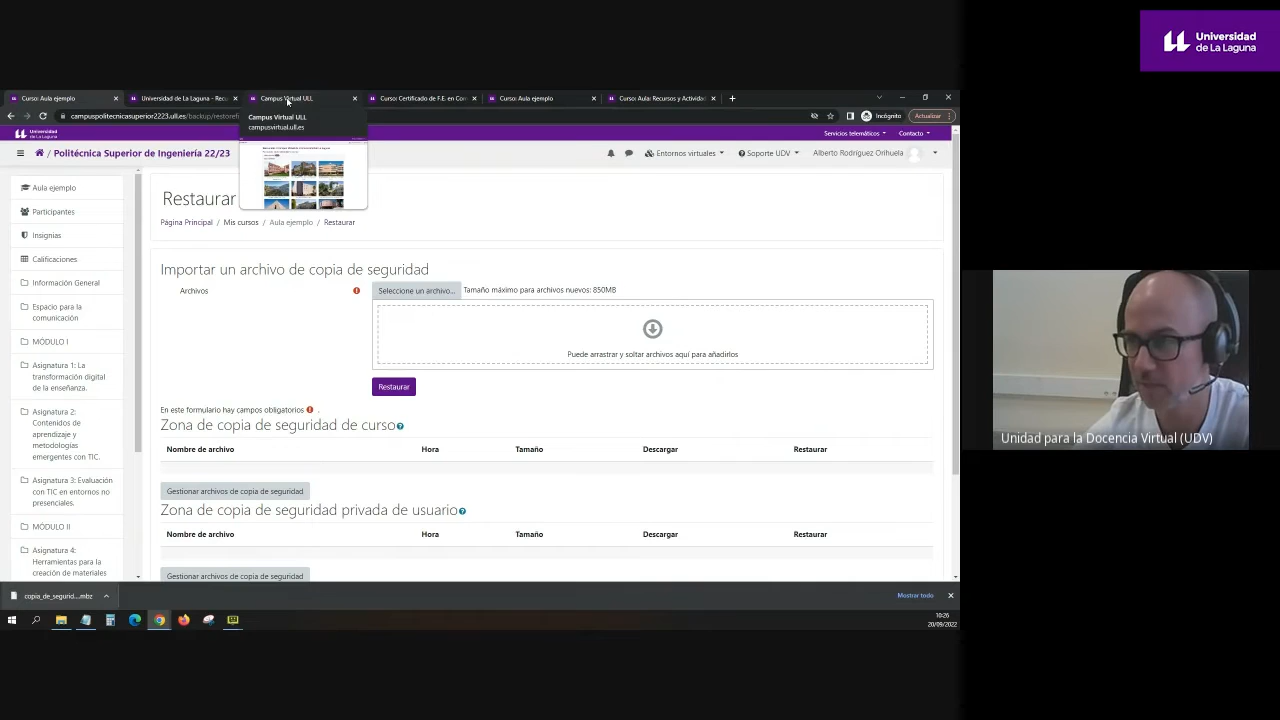 Universidad
de La Laguna
Curso: Aula ejemplo
Universidad de La Laguna - Rec
Campus Virtual ULL
Curso: Certificado de F.E. en Con
Curso: Aula ejemplo
Curso: Aula: Recursos y Activida
campuspolitecnicasuperior2223.ull.es/backup/restorefi
Incógnito
Actualizar
Campus Virtual ULL
campusvirtual.ull.es
Servicios telemáticos
Contacto
Politécnica Superior de Ingeniería 22/23
Entornos virtuales
Soporte UDV
Alberto Rodríguez Orihuela
Aula ejemplo
Participantes
Insignias
Calificaciones
Información General
Espacio para la
comunicación
MÓDULO I
Asignatura 1: La
transformación digital
de la enseñanza.
Asignatura 2:
Contenidos de
aprendizaje y
metodologías
emergentes con TIC.
Asignatura 3: Evaluación
con TIC en entornos no
presenciales.
MÓDULO II
Asignatura 4:
Herramientas para la
creación de materiales
Restaurar
Página Principal / Mis cursos / Aula ejemplo / Restaurar
Importar un archivo de copia de seguridad
Archivos
Seleccione un archivo...
Tamaño máximo para archivos nuevos: 850MB
Puede arrastrar y soltar archivos aquí para añadirlos
Restaurar
En este formulario hay campos obligatorios .
Zona de copia de seguridad de curso
Nombre de archivo Hora Tamaño Descargar Restaurar
Gestionar archivos de copia de seguridad
Zona de copia de seguridad privada de usuario
Nombre de archivo Hora Tamaño Descargar Restaurar
Gestionar archivos de copia de seguridad
copia_de_segurid....mbz
Mostrar todo
10:26
20/09/2022
Unidad para la Docencia Virtual (UDV)